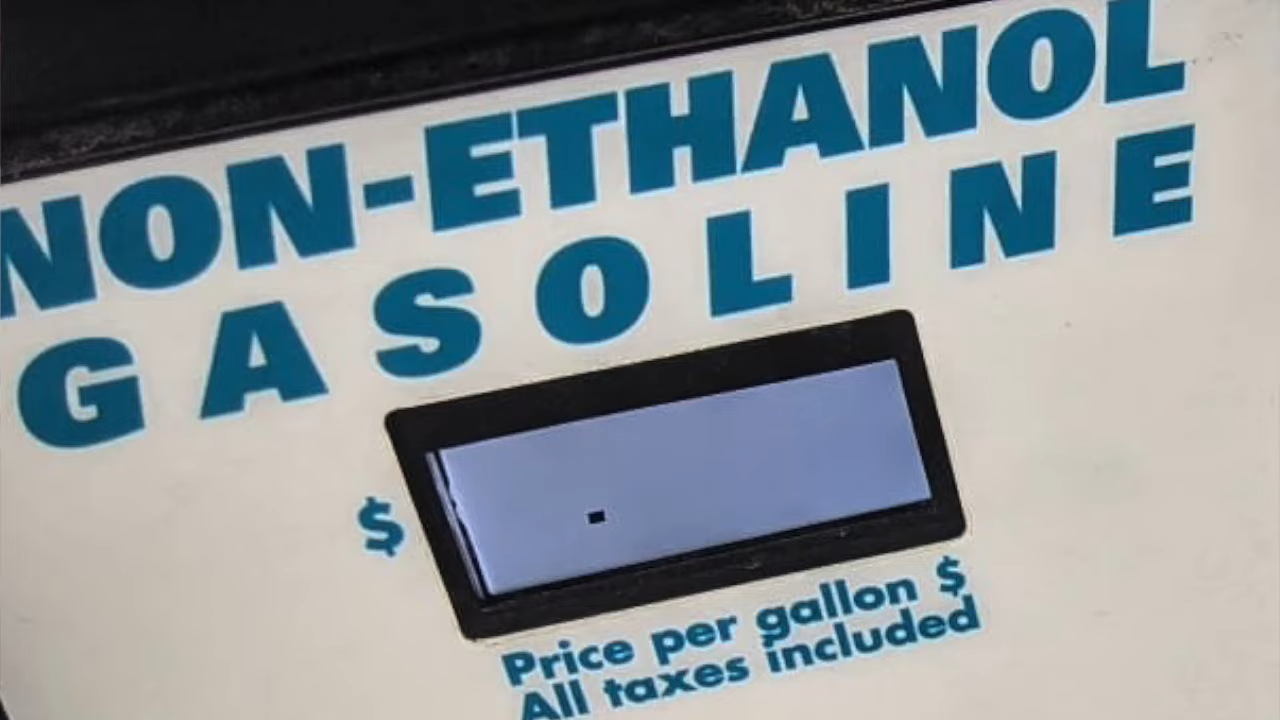 NON-ETHANOL
GASOLINE
$
.
Price per gallon $
All taxes included